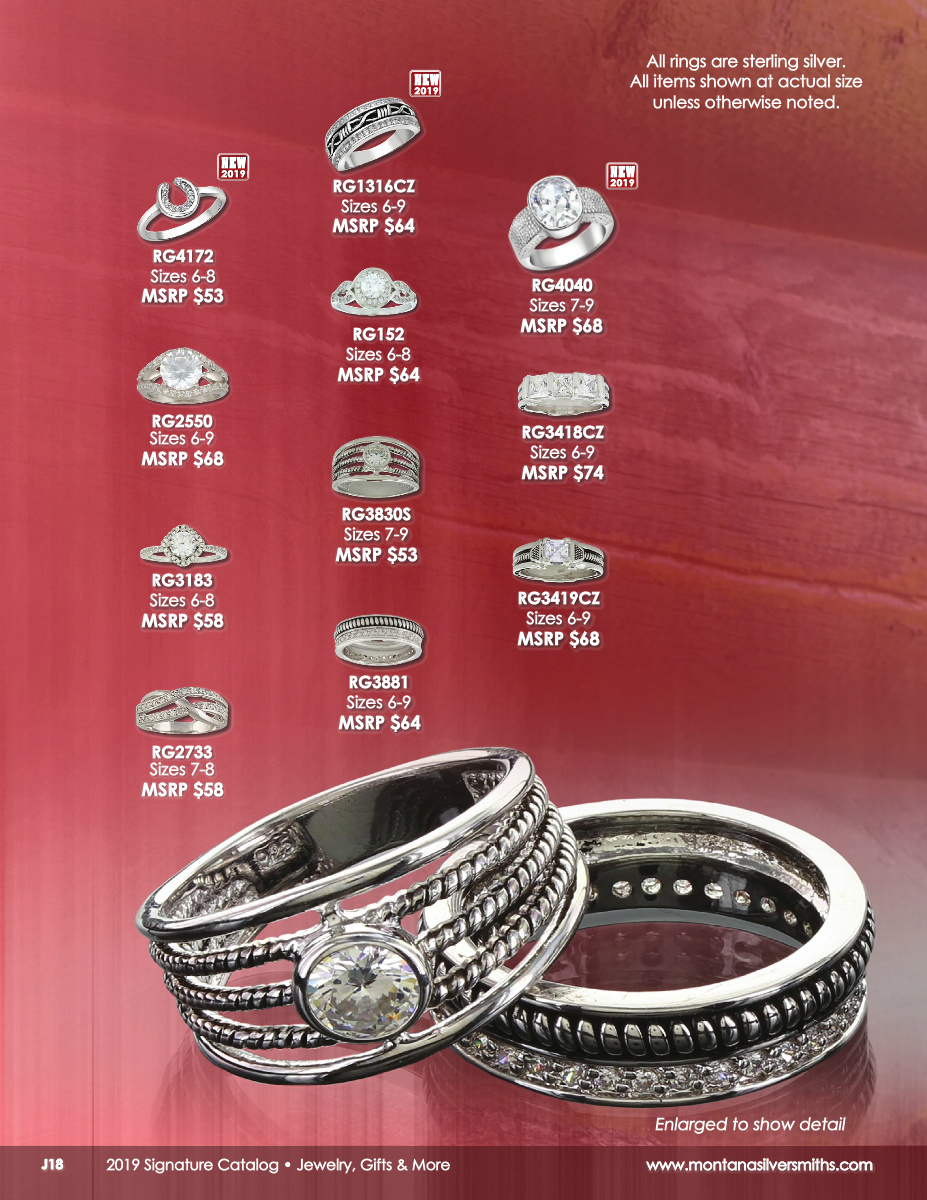 All rings are sterling silver.
All items shown at actual size
unless otherwise noted.
NEW
2019
RG1316CZ
Sizes 6-9
MSRP $64
NEW
2019
RG4172
Sizes 6-8
MSRP $53
NEW
2019
RG4040
Sizes 7-9
MSRP $68
RG152
Sizes 6-8
MSRP $64
RG2550
Sizes 6-9
MSRP $68
RG3418CZ
Sizes 6-9
MSRP $74
RG3830S
Sizes 7-9
MSRP $53
RG3183
Sizes 6-8
MSRP $58
RG3419CZ
Sizes 6-9
MSRP $68
RG3881
Sizes 6-9
MSRP $64
RG2733
Sizes 7-8
MSRP $58
.925
Enlarged to show detail
J18
2019 Signature Catalog • Jewelry, Gifts & More
www.montanasilversmiths.com